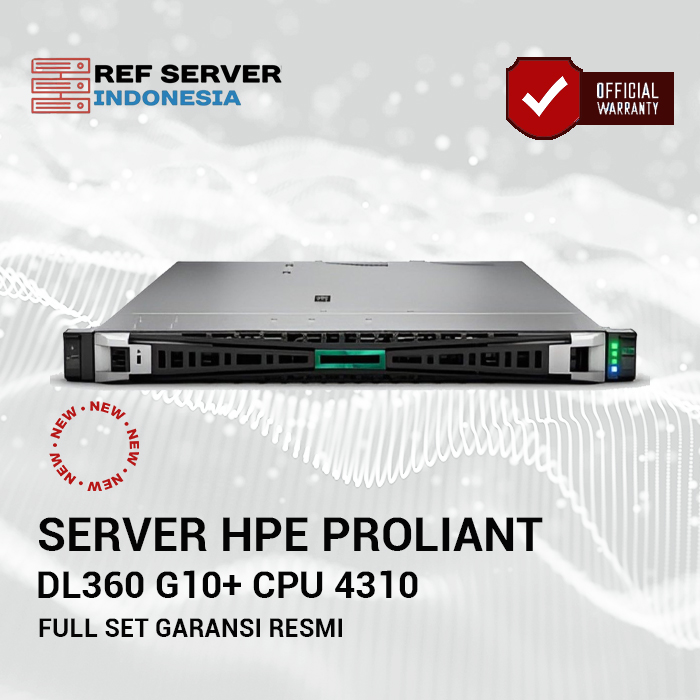 REF SERVER
INDONESIA
OFFICIAL
WARRANTY
NEW • NEW • NEW • NEW • NEW •
SERVER HPE PROLIANT
DL360 G10+ CPU 4310
FULL SET GARANSI RESMI